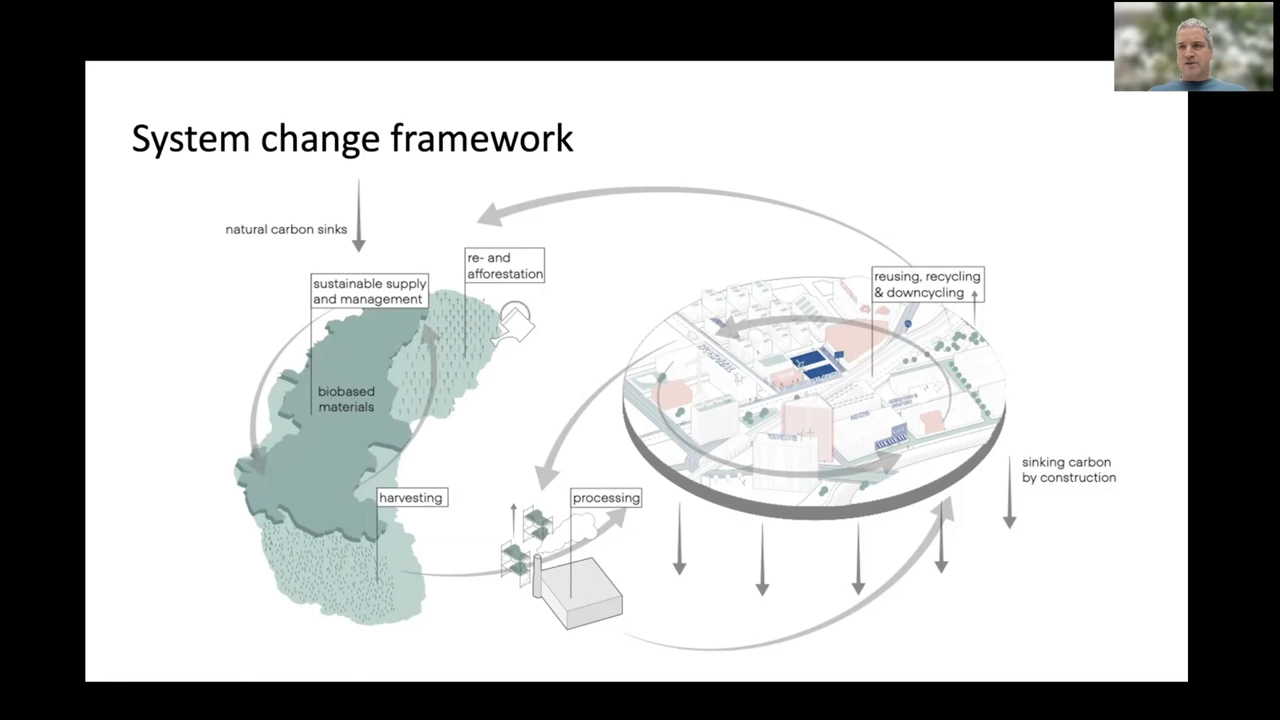 System change framework
natural carbon sinks
re- and
afforestation
sustainable supply
and management
reusing, recycling
& downcycling
biobased
materials
sinking carbon
by construction
harvesting
processing